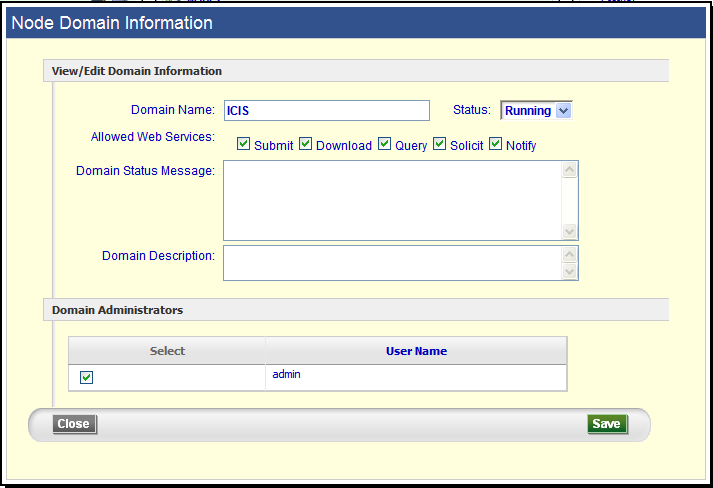 Node Domain Information
View/Edit Domain Information
Domain Name: ICIS Status: Running
Allowed Web Services: Submit Download Query Solicit Notify
Domain Status Message:
Domain Description:
Domain Administrators
Select User Name
admin
Close Save